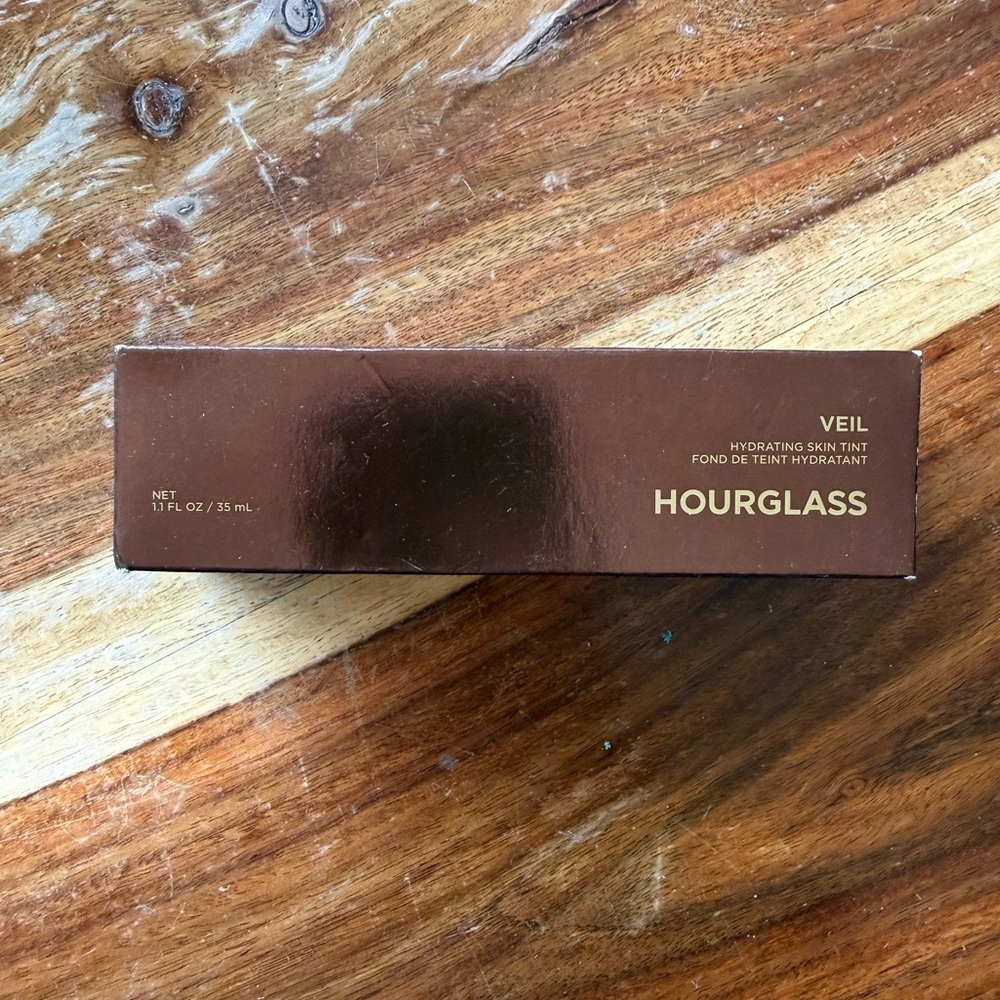 VEIL
HYDRATING SKIN TINT
FOND DE TEINT HYDRATANT
HOURGLASS
NET
1.1 FL OZ / 35 mL